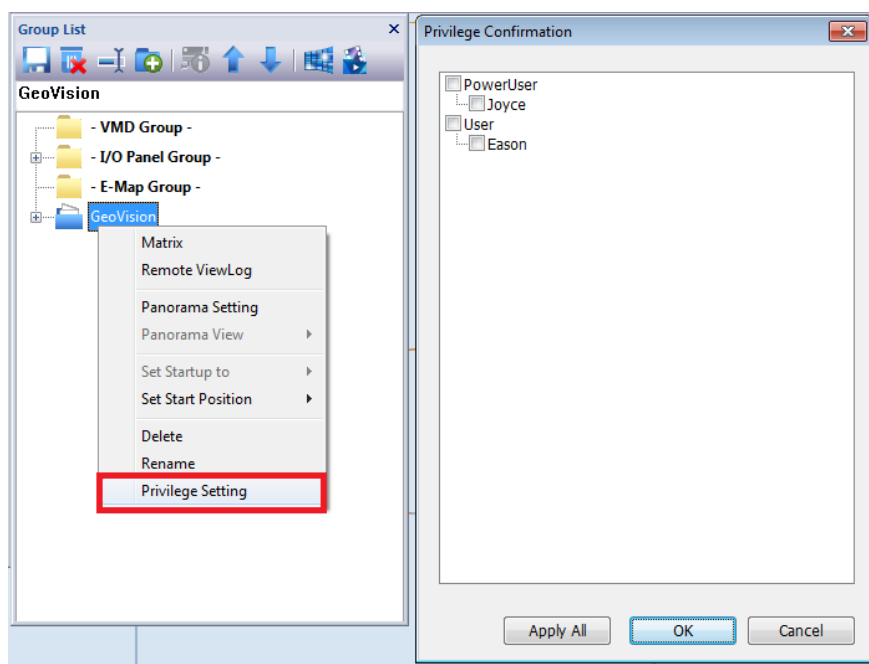 Group List
GeoVision
- VMD Group -
- I/O Panel Group -
- E-Map Group -
GeoVision
Matrix
Remote ViewLog
Panorama Setting
Panorama View
Set Startup to
Set Start Position
Delete
Rename
Privilege Setting
Privilege Confirmation
PowerUser
Joyce
User
Eason
Apply All
OK
Cancel